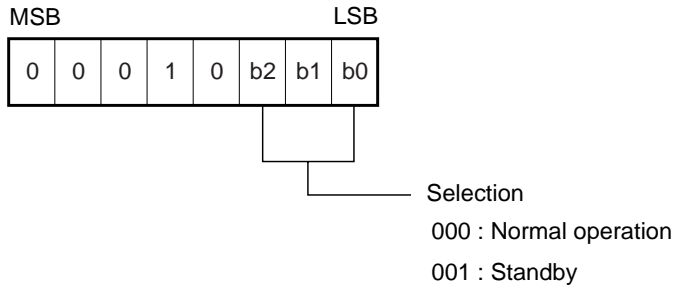 MSB LSB
0 0 0 1 0 b2 b1 b0
Selection
000 : Normal operation
001 : Standby